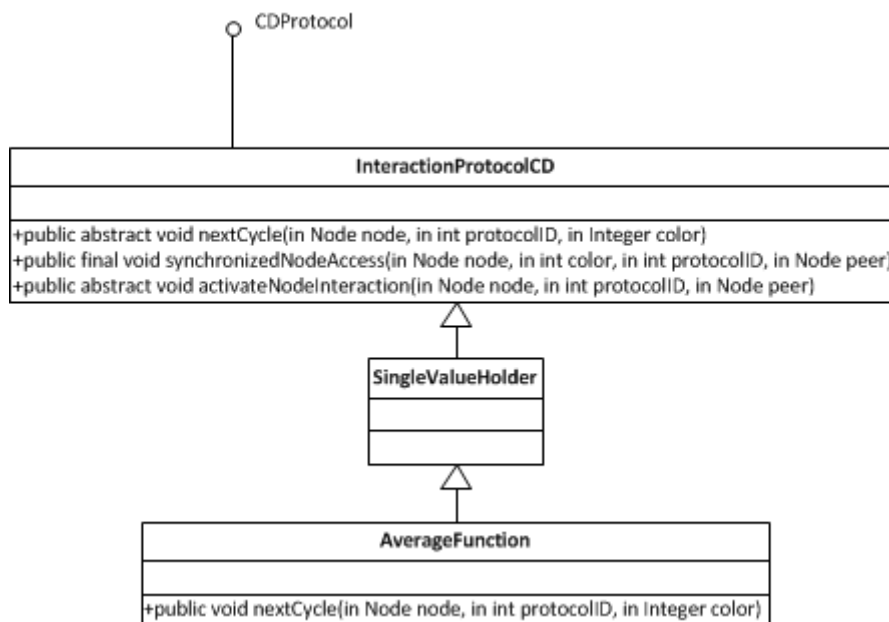 CDProtocol
InteractionProtocolCD
+public abstract void nextCycle(in Node node, in int protocolID, in Integer color)
+public final void synchronizedNodeAccess(in Node node, in int color, in int protocolID, in Node peer)
+public abstract void activateNodeInteraction(in Node node, in int protocolID, in Node peer)
SingleValueHolder
AverageFunction
+public void nextCycle(in Node node, in int protocolID, in Integer color)